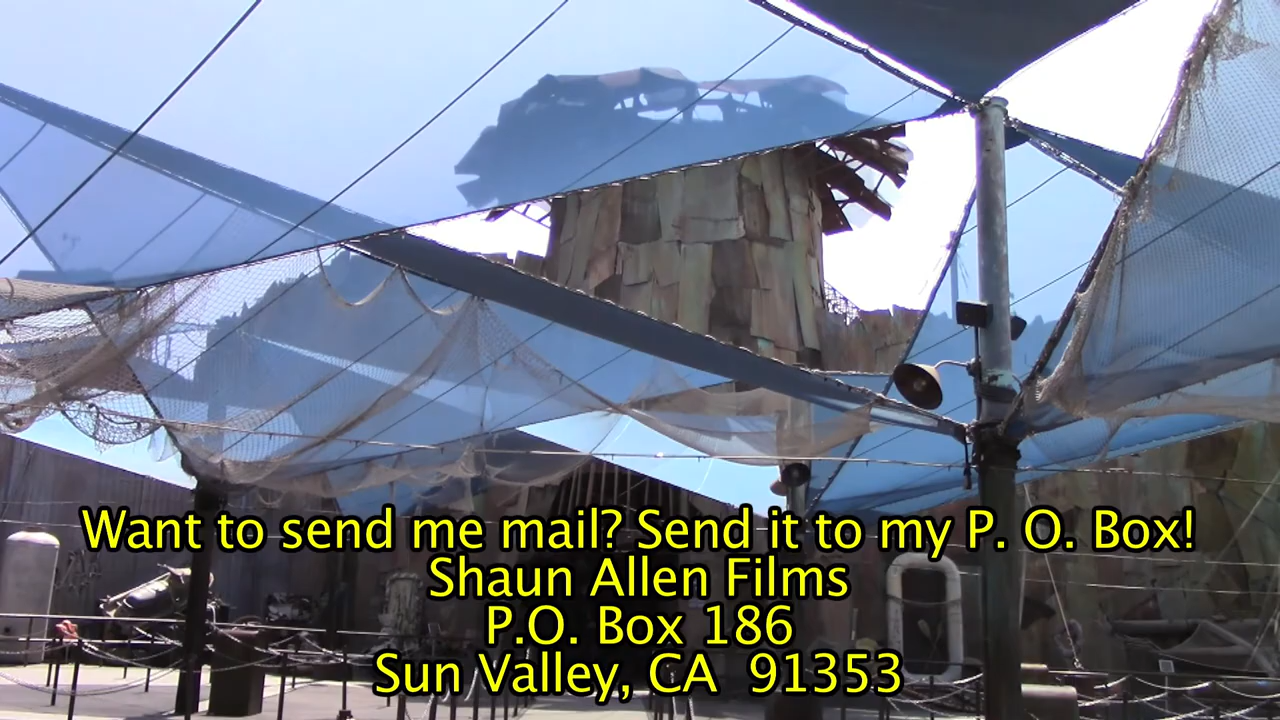 Want to send me mail? Send it to my P. O. Box!
Shaun Allen Films
P.O. Box 186
Sun Valley, CA  91353